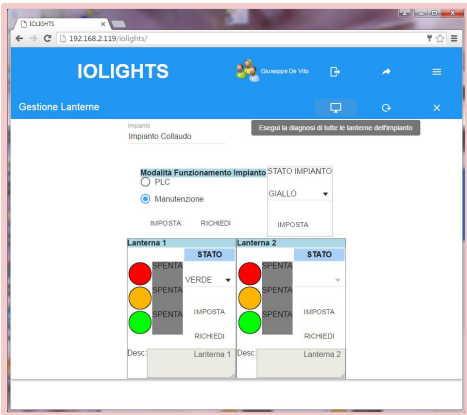 IOLIGHTS
192.168.2.119/iolights/
IOLIGHTS
Giuseppe De Vito
Gestione Lanterne
Esegui la diagnosi di tutte le lanterne dell'impianto
Impianto
Impianto Collaudo
Modalità Funzionamento Impianto
PLC
Manutenzione
IMPOSTA RICHIEDI
STATO IMPIANTO
GIALLO
IMPOSTA
Lanterna 1
STATO
SPENTA
VERDE
SPENTA
SPENTA
IMPOSTA
RICHIEDI
Desc: Lanterna 1
Lanterna 2
STATO
SPENTA
SPENTA
SPENTA
IMPOSTA
RICHIEDI
Desc: Lanterna 2